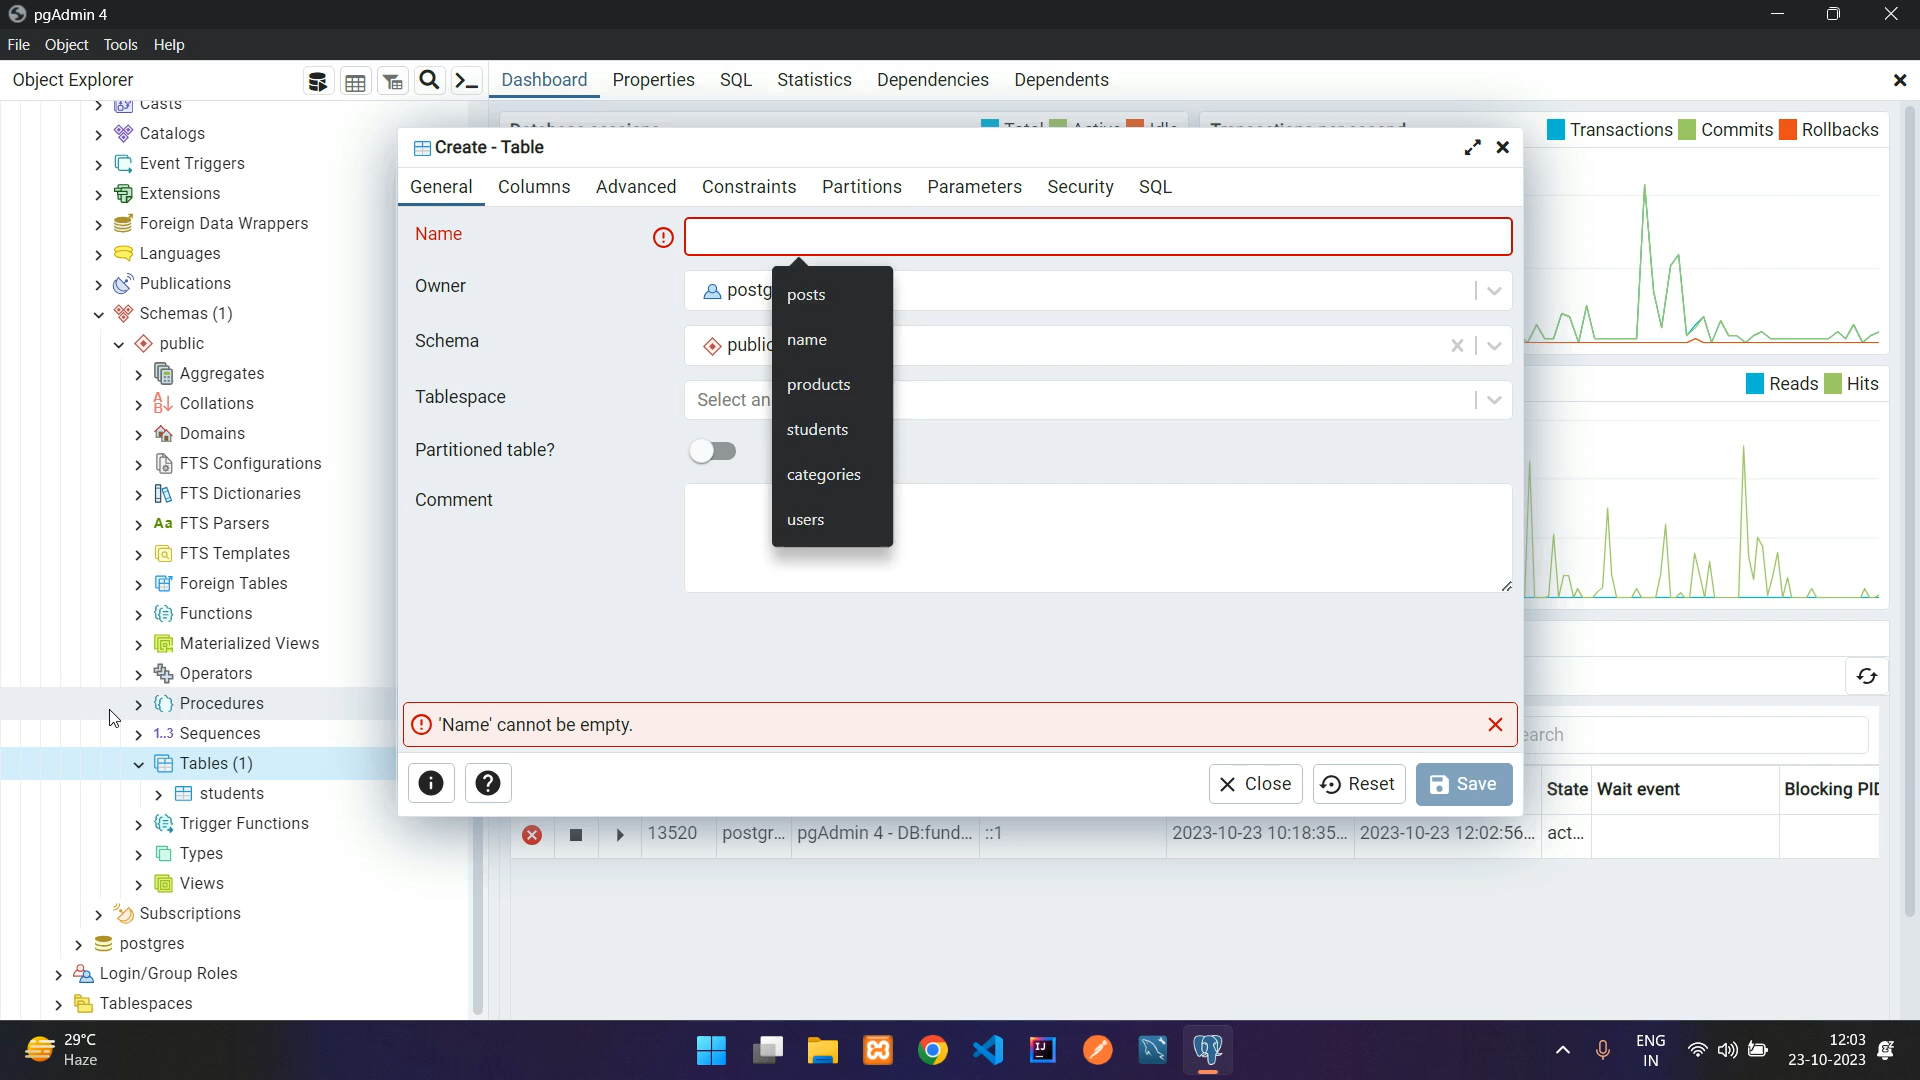 pgAdmin 4
File Object Tools Help
Object Explorer
Dashboard Properties SQL Statistics Dependencies Dependents
Casts
Catalogs
Event Triggers
Extensions
Foreign Data Wrappers
Languages
Publications
Schemas (1)
public
Aggregates
Collations
Domains
FTS Configurations
FTS Dictionaries
Aa FTS Parsers
FTS Templates
Foreign Tables
Functions
Materialized Views
Operators
Procedures
1..3 Sequences
Tables (1)
students
Trigger Functions
Types
Views
Subscriptions
postgres
Login/Group Roles
Tablespaces
Transactions Commits Rollbacks
Reads Hits
Create - Table
General Columns Advanced Constraints Partitions Parameters Security SQL
Name
Owner
postg
Schema
public
Tablespace
Select an
Partitioned table?
Comment
posts
name
products
students
categories
users
'Name' cannot be empty.
Close Reset Save
earch
State Wait event Blocking PI
13520 postgr... pgAdmin 4 - DB:fund... ::1 2023-10-23 10:18:35... 2023-10-23 12:02:56... act...
29°C
Haze
ENG
IN
12:03
23-10-2023